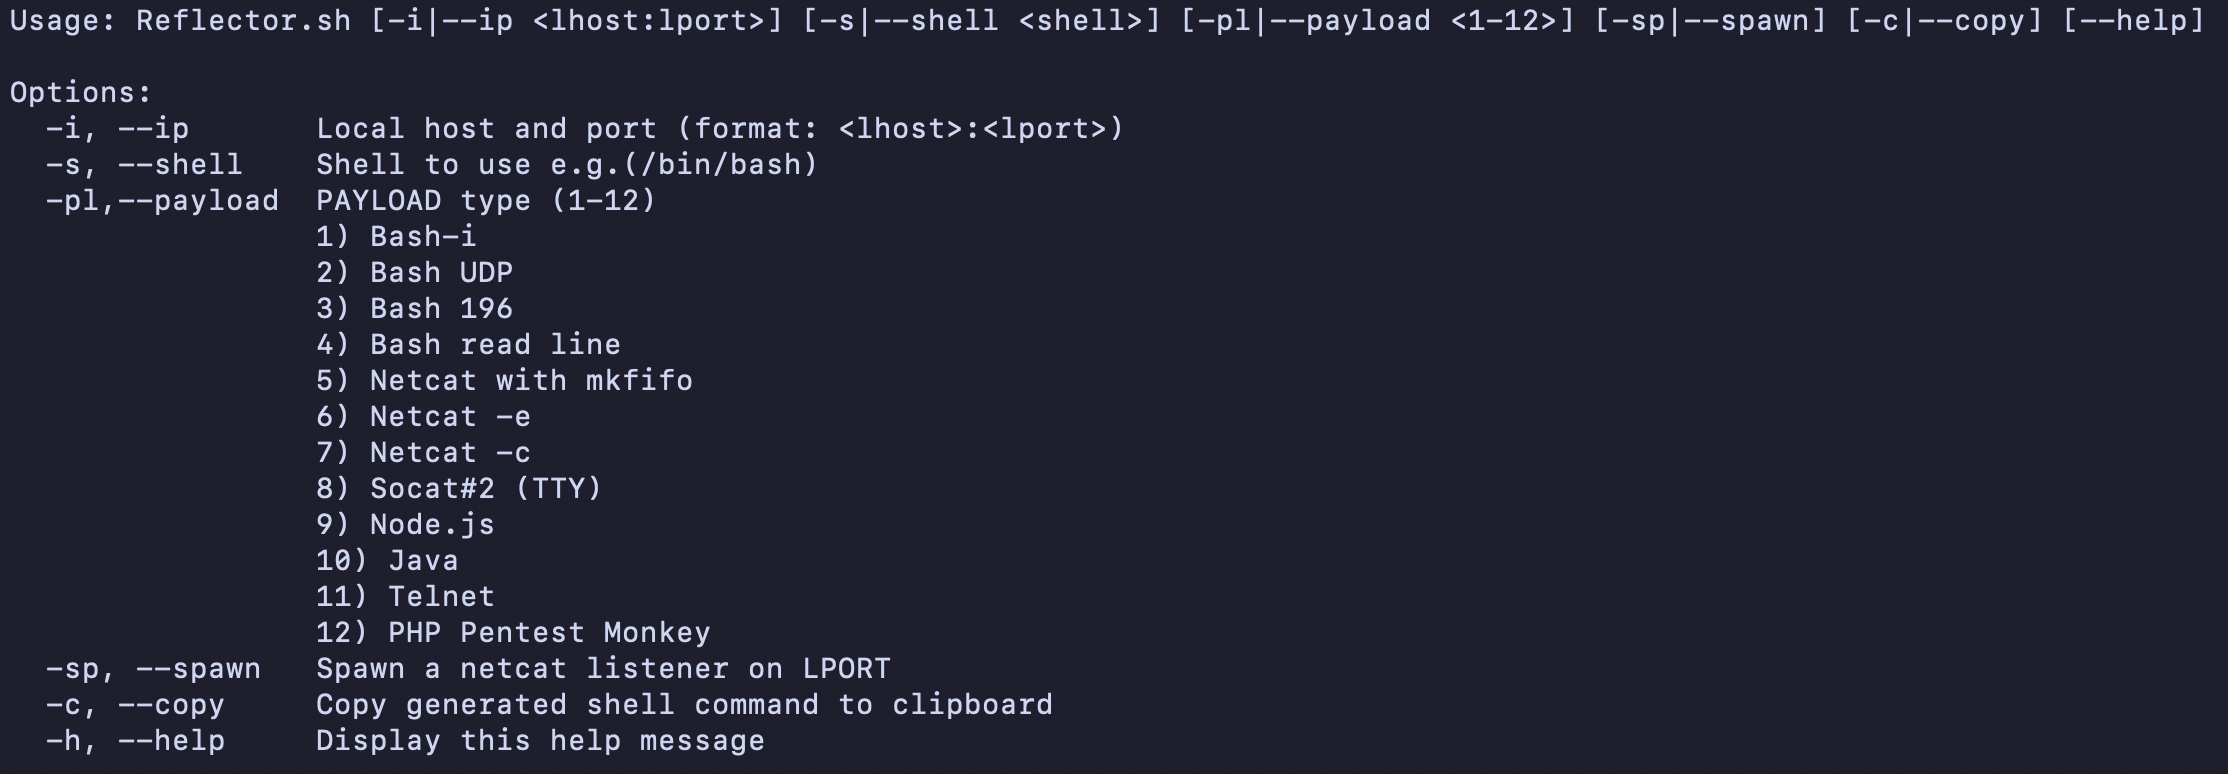 Usage: Reflector.sh [-i|--ip <lhost:lport>] [-s|--shell <shell>] [-pl|--payload <1-12>] [-sp|--spawn] [-c|--copy] [--help]

Options:
  -i, --ip       Local host and port (format: <lhost>:<lport>)
  -s, --shell    Shell to use e.g.(/bin/bash)
  -pl,--payload  PAYLOAD type (1-12)
                 1) Bash-i
                 2) Bash UDP
                 3) Bash 196
                 4) Bash read line
                 5) Netcat with mkfifo
                 6) Netcat -e
                 7) Netcat -c
                 8) Socat#2 (TTY)
                 9) Node.js
                 10) Java
                 11) Telnet
                 12) PHP Pentest Monkey
  -sp, --spawn   Spawn a netcat listener on LPORT
  -c, --copy     Copy generated shell command to clipboard
  -h, --help     Display this help message